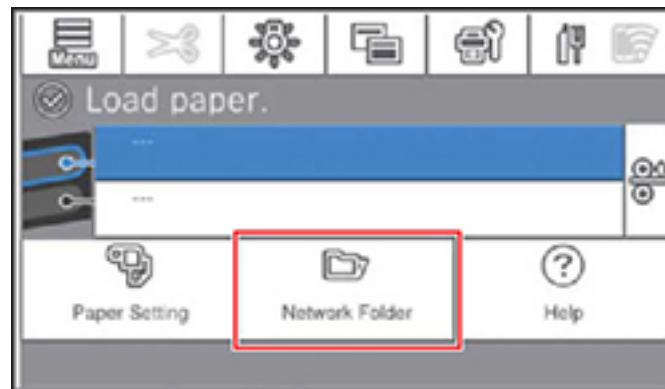 Menu
Load paper.
---
---
Paper Setting
Network Folder
Help